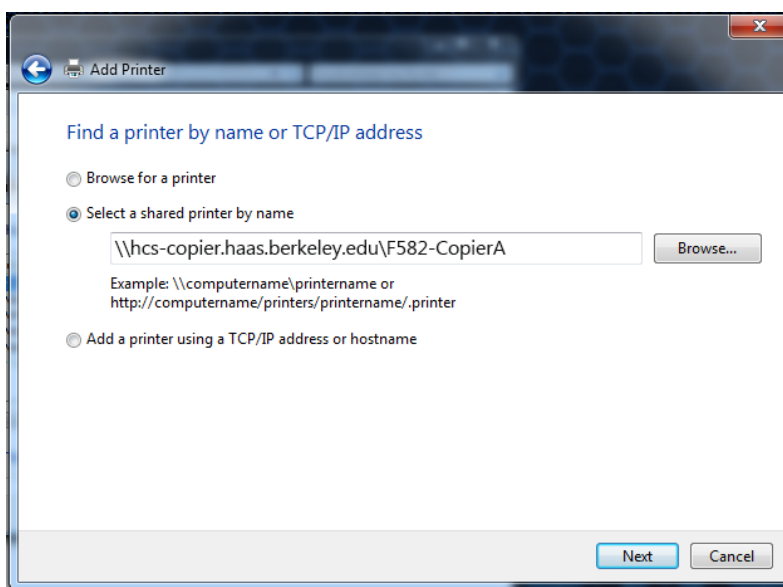 Add Printer
Find a printer by name or TCP/IP address
Browse for a printer
Select a shared printer by name
\\hcs-copier.haas.berkeley.edu\F582-CopierA
Browse...
Example: \\computername\printername or
http://computername/printers/printername/.printer
Add a printer using a TCP/IP address or hostname
Next
Cancel